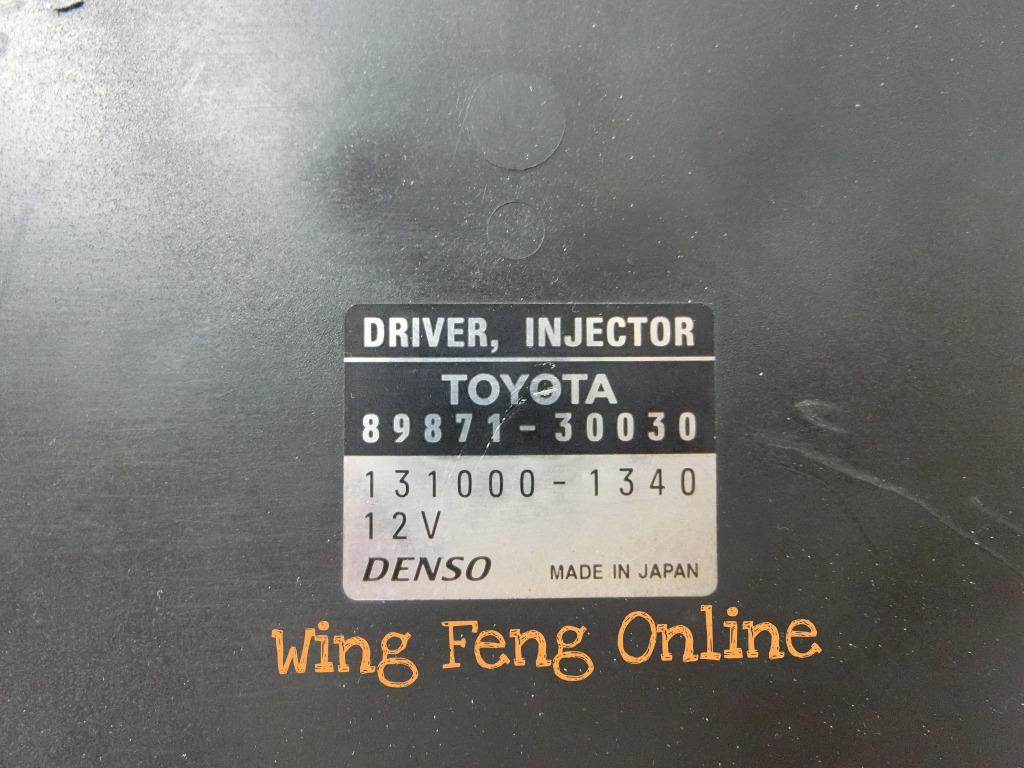 DRIVER, INJECTOR
TOYOTA
89871-30030
131000-1340
12V
DENSO MADE IN JAPAN
Wing Feng Online